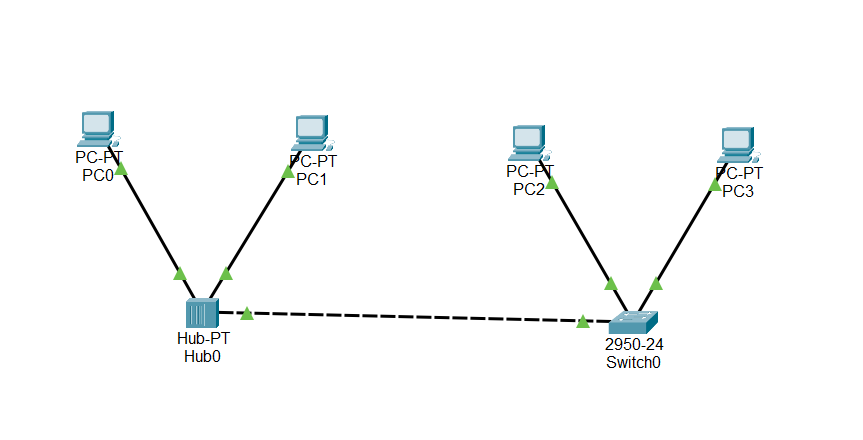 PC-PT
PC0
PC-PT
PC1
PC-PT
PC2
PC-PT
PC3
Hub-PT
Hub0
2950-24
Switch0